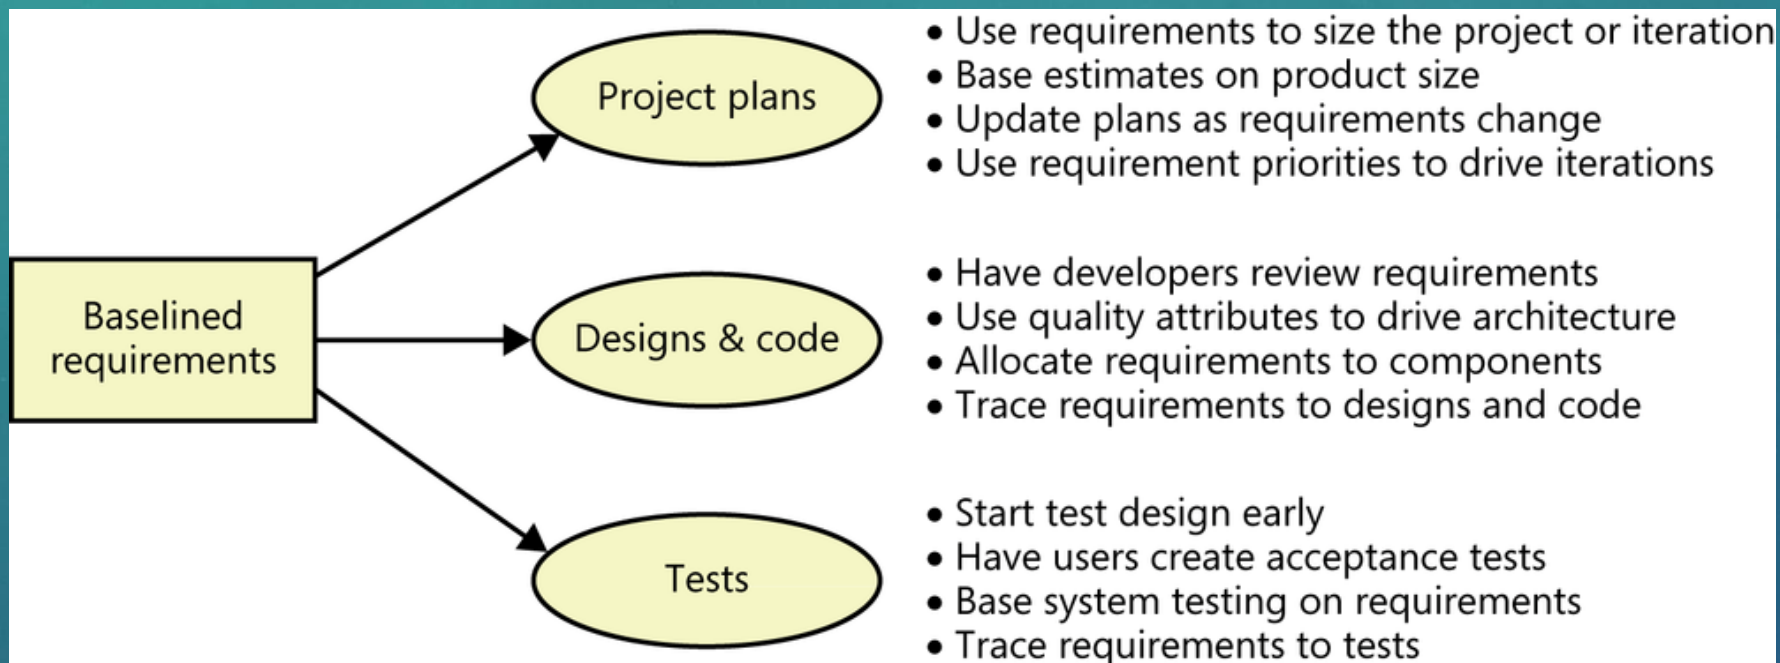 Baselined
requirements
Project plans
• Use requirements to size the project or iteration
• Base estimates on product size
• Update plans as requirements change
• Use requirement priorities to drive iterations
Designs & code
• Have developers review requirements
• Use quality attributes to drive architecture
• Allocate requirements to components
• Trace requirements to designs and code
Tests
• Start test design early
• Have users create acceptance tests
• Base system testing on requirements
• Trace requirements to tests